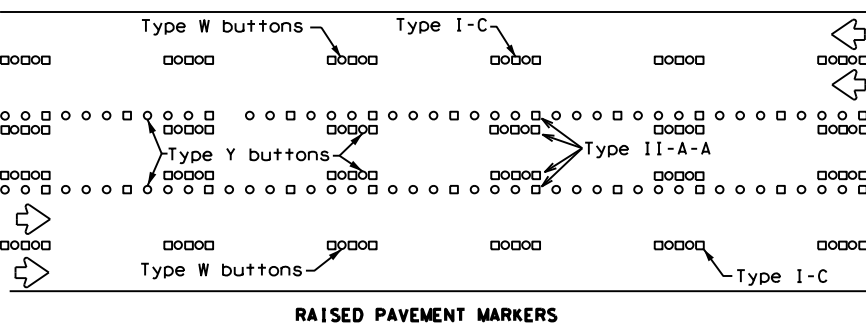 Type W buttons
Type I-C
Type Y buttons
Type II-A-A
Type W buttons
Type I-C
RAISED PAVEMENT MARKERS